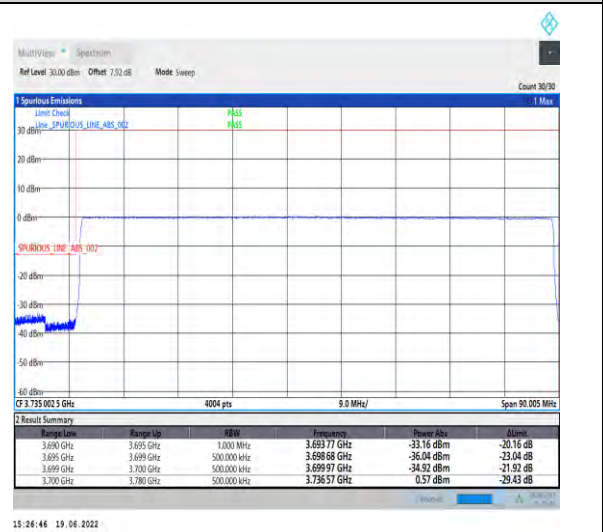 MultiView Spectrum
Ref Level 30.00 dBm Offset 7.92 dB Mode Sweep
Count 30/30
1 Spurious Emissions 1 Max
Limit Check PASS
Line _SPURIOUS_LINE_ABS_002 PASS
30 dBm
20 dBm
10 dBm
0 dBm
_SPURIOUS_LINE_ABS_002
-20 dBm
-30 dBm
-40 dBm
-50 dBm
-60 dBm
CF 3.735 002 5 GHz 4004 pts 9.0 MHz/ Span 90.005 MHz
2 Result Summary
Range Low Range Up RBW Frequency Power Abs ΔLimit
3.690 GHz 3.695 GHz 1.000 MHz 3.693 77 GHz -33.16 dBm -20.16 dB
3.695 GHz 3.699 GHz 500.000 kHz 3.698 68 GHz -36.04 dBm -23.04 dB
3.699 GHz 3.700 GHz 500.000 kHz 3.699 97 GHz -34.92 dBm -21.92 dB
3.700 GHz 3.780 GHz 500.000 kHz 3.736 57 GHz 0.57 dBm -29.43 dB
15:26:46 19.06.2022